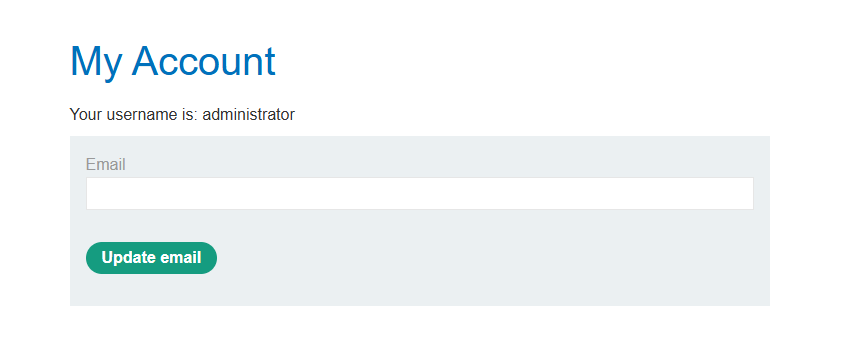 My Account
Your username is: administrator
Email
Update email